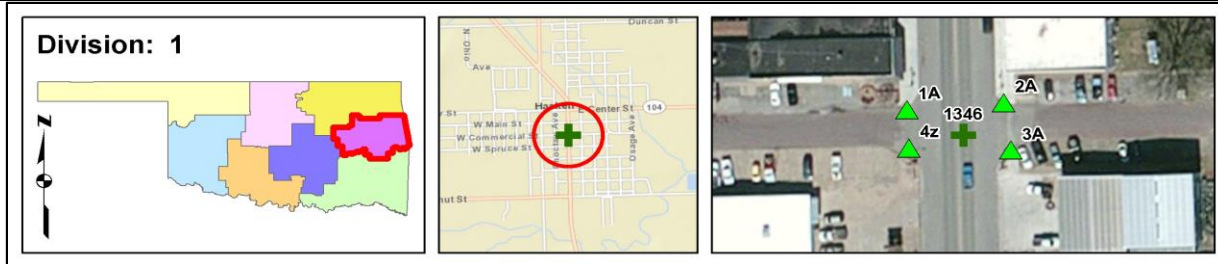 Division: 1
N
Duncan St
N Ohio
Ave
E Center St
104
W Main St
W Commercial St
W Spruce St
Osage Ave
nut St
1A
2A
1346
4z
3A